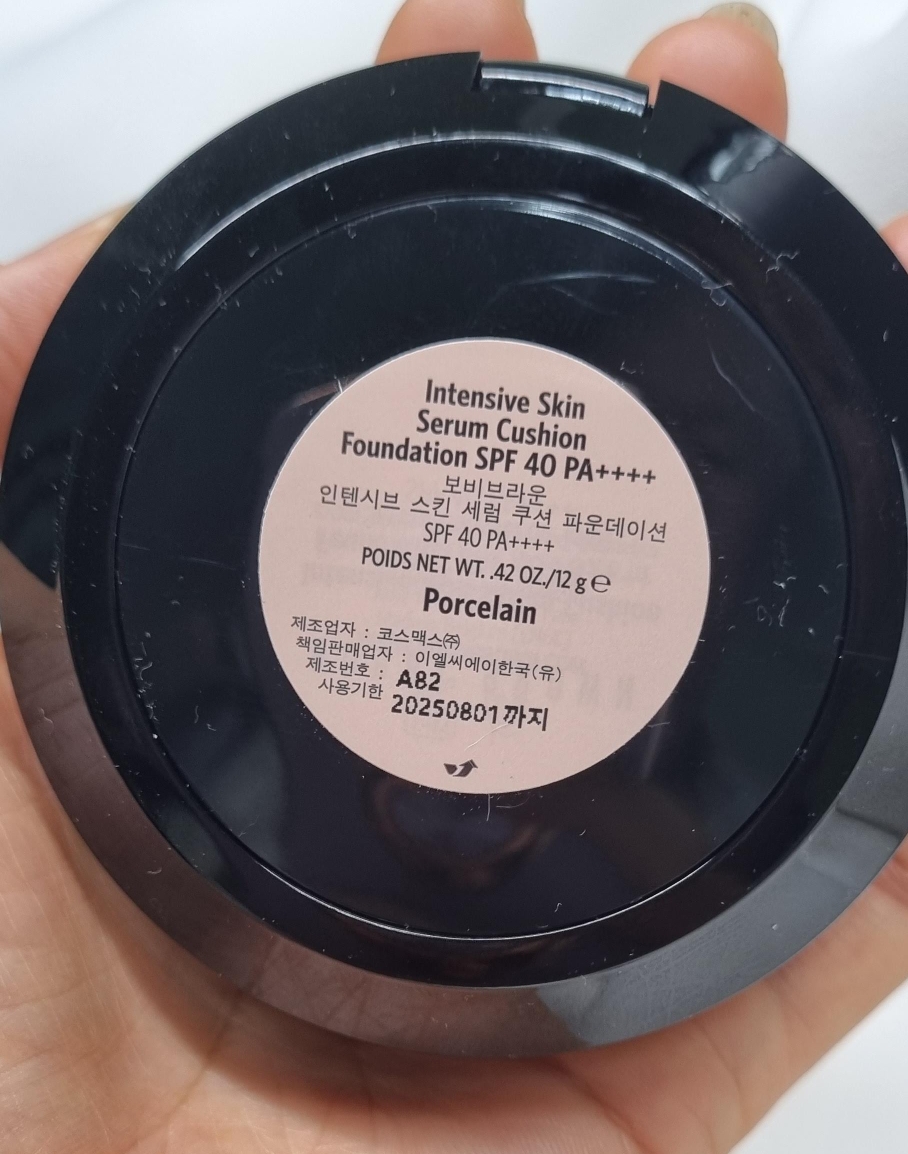 Intensive Skin
Serum Cushion
Foundation SPF 40 PA++++
보비브라운
인텐시브 스킨 세럼 쿠션 파운데이션
SPF 40 PA++++
POIDS NET WT. .42 OZ./12 g ℮
Porcelain
제조업자 : 코스맥스㈜
책임판매업자 : 이엘씨에이한국(유)
제조번호 : A82
사용기한 20250801까지